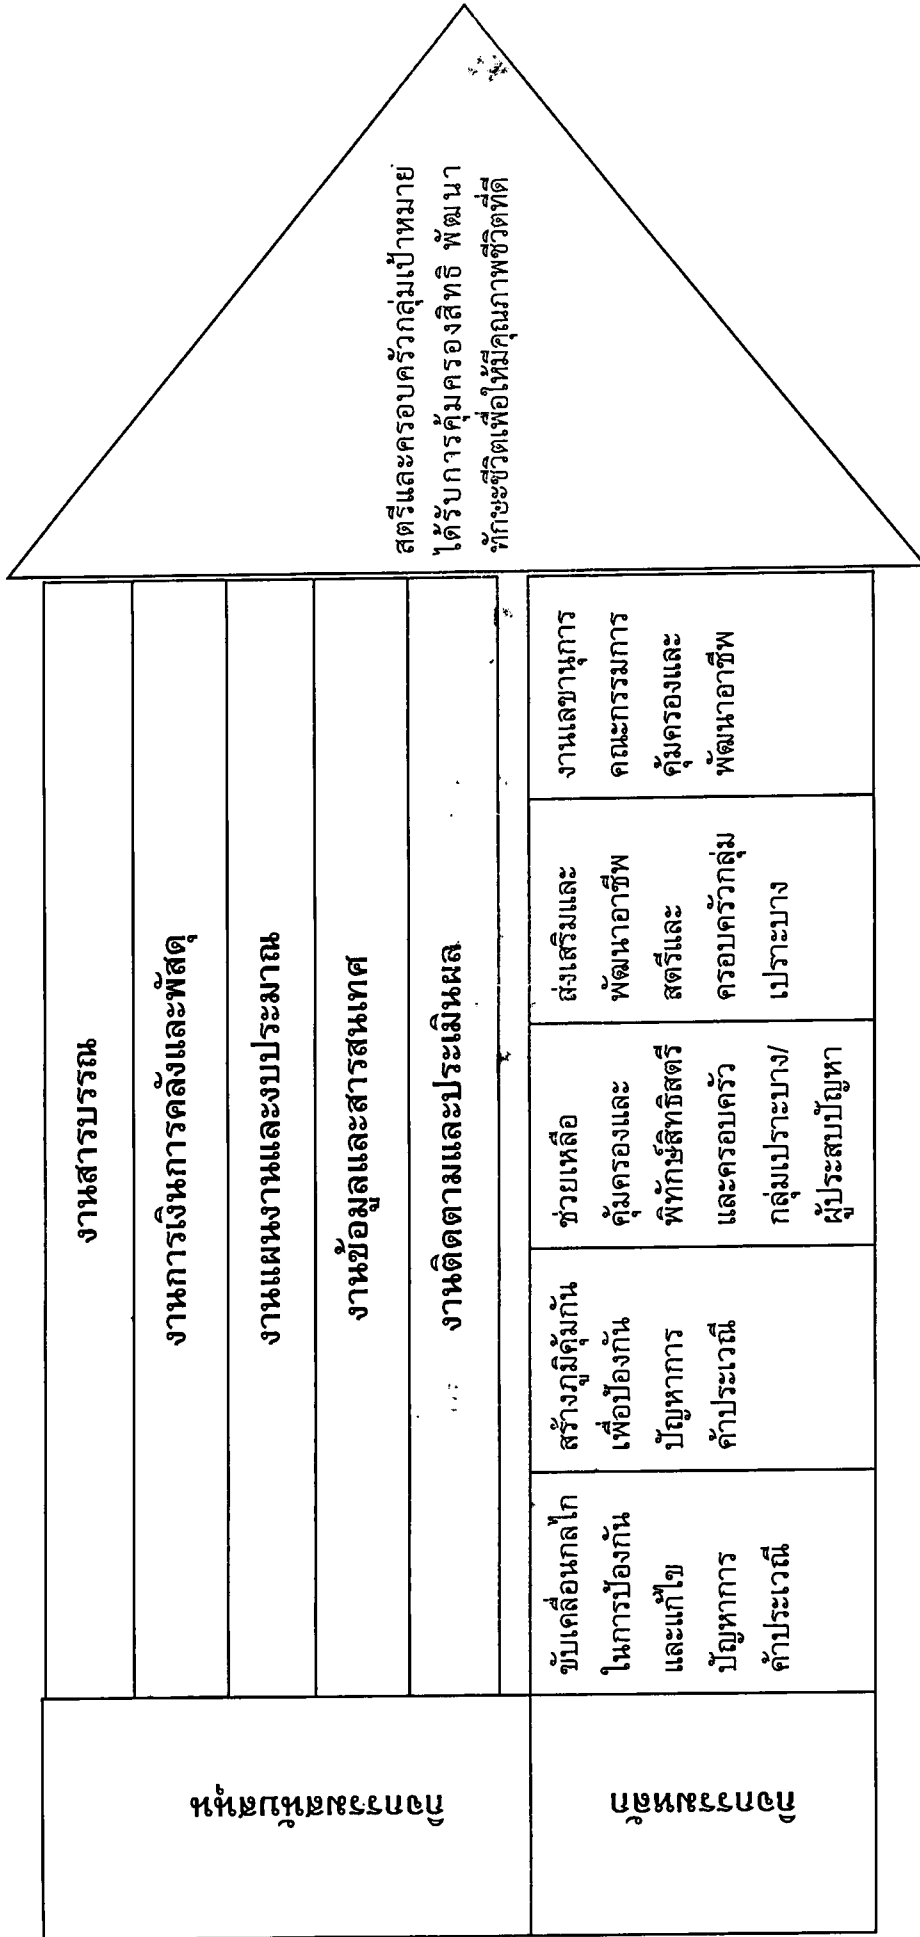 กิจกรรมสนับสนุน
งานสารบรรณ
งานการเงินการคลังและพัสดุ
งานแผนงานและงบประมาณ
งานข้อมูลและสารสนเทศ
งานติดตามและประเมินผล
กิจกรรมหลัก
ขับเคลื่อนกลไก
ในการป้องกัน
และแก้ไข
ปัญหาการ
ค้าประเวณี
สร้างภูมิคุ้มกัน
เพื่อป้องกัน
ปัญหาการ
ค้าประเวณี
ช่วยเหลือ
คุ้มครองและ
พิทักษ์สิทธิสตรี
และครอบครัว
กลุ่มเปราะบาง/
ผู้ประสบปัญหา
ส่งเสริมและ
พัฒนาอาชีพ
สตรีและ
ครอบครัวกลุ่ม
เปราะบาง
งานเลขานุการ
คณะกรรมการ
คุ้มครองและ
พัฒนาอาชีพ
สตรีและครอบครัวกลุ่มเป้าหมาย
ได้รับการคุ้มครองสิทธิ พัฒนา
ทักษะชีวิตเพื่อให้มีคุณภาพชีวิตที่ดี